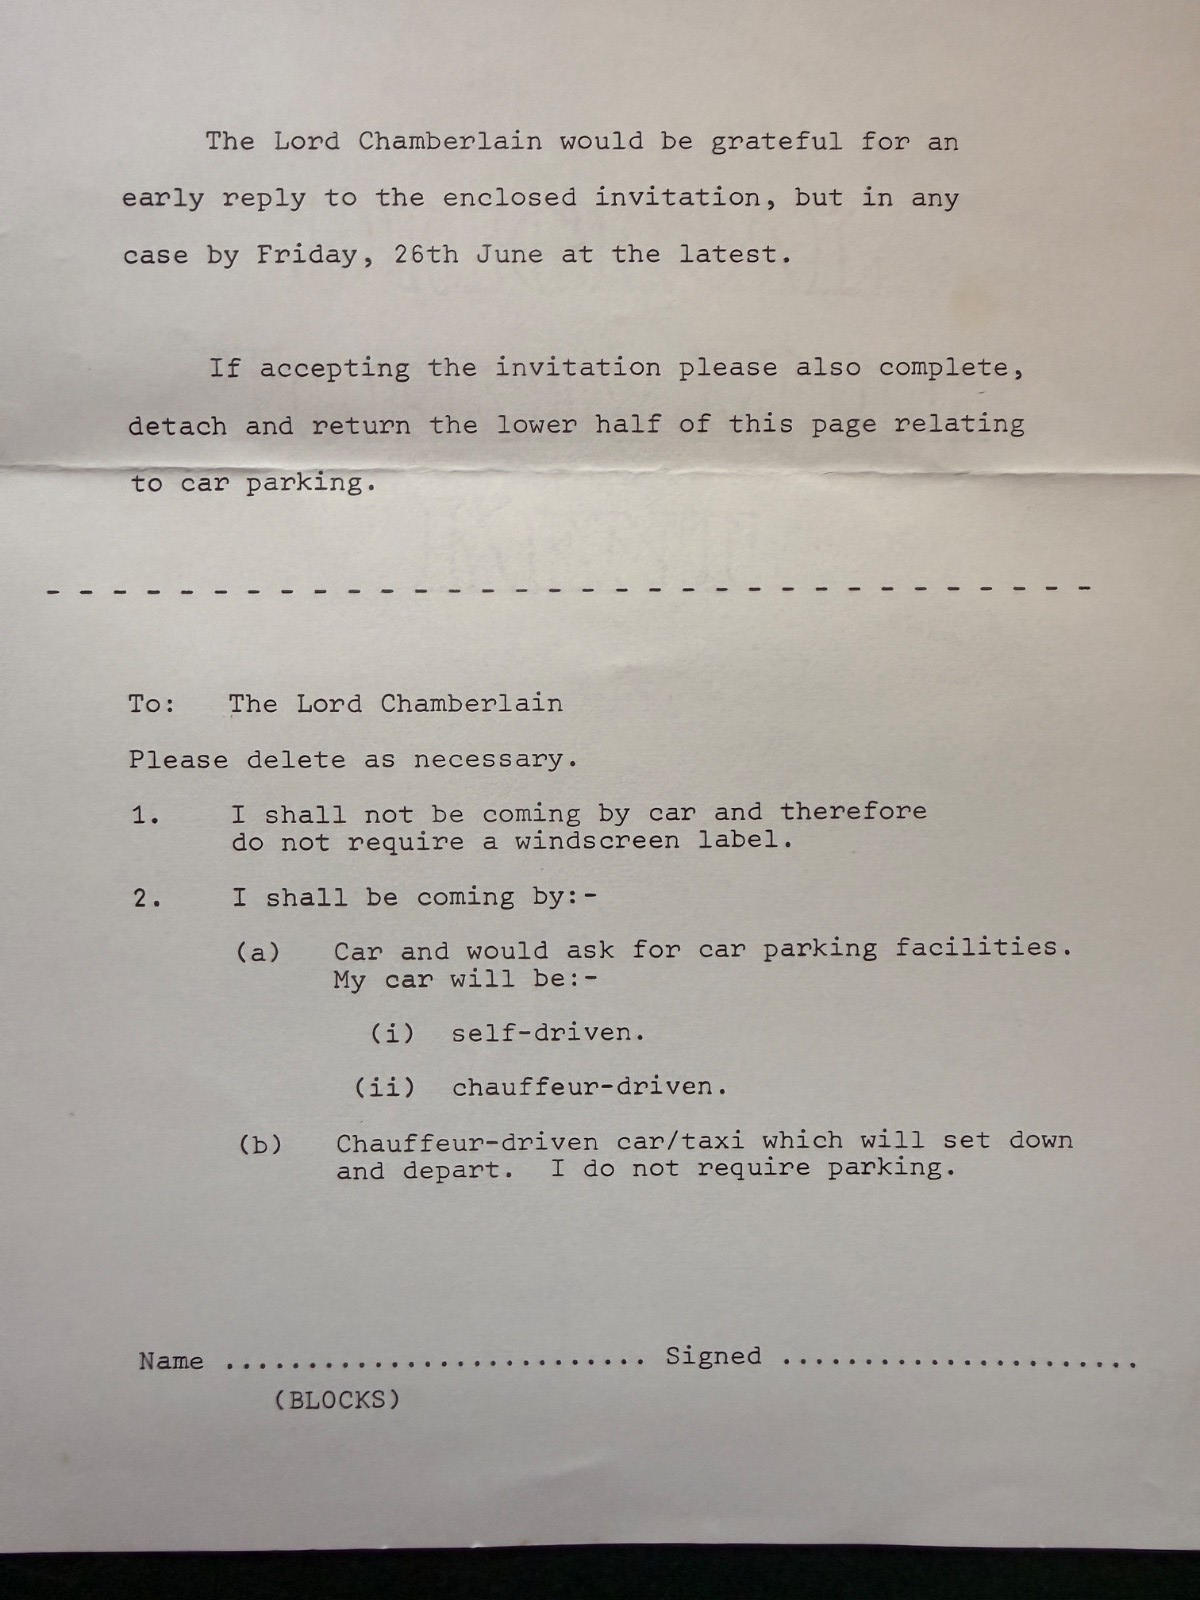 The Lord Chamberlain would be grateful for an
early reply to the enclosed invitation, but in any
case by Friday, 26th June at the latest.
If accepting the invitation please also complete,
detach and return the lower half of this page relating
to car parking.
- - - - - - - - - - - - - - - - - - - - - - - - - - - - - - - -
To: The Lord Chamberlain
Please delete as necessary.
1. I shall not be coming by car and therefore
do not require a windscreen label.
2. I shall be coming by:-
(a) Car and would ask for car parking facilities.
My car will be:-
(i) self-driven.
(ii) chauffeur-driven.
(b) Chauffeur-driven car/taxi which will set down
and depart. I do not require parking.
Name .......................... Signed ......................
(BLOCKS)